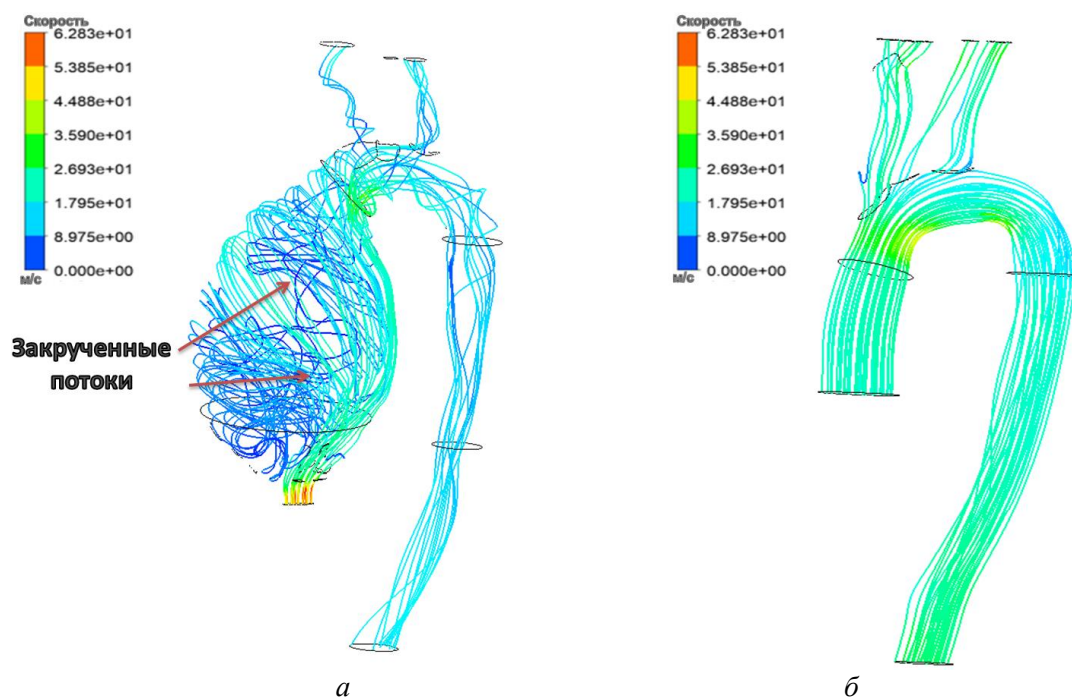 Скорость
6.283e+01
5.385e+01
4.488e+01
3.590e+01
2.693e+01
1.795e+01
8.975e+00
0.000e+00
м/с
Закрученные
потоки
а
Скорость
6.283e+01
5.385e+01
4.488e+01
3.590e+01
2.693e+01
1.795e+01
8.975e+00
0.000e+00
м/с
б